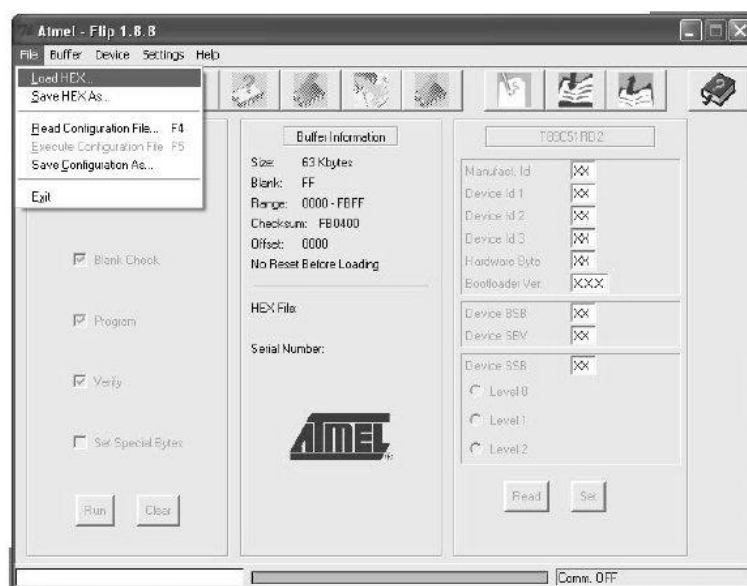 Atmel - Flip 1.8.8
File Buffer Device Settings Help
Load HEX...
Save HEX As...
Read Configuration File... F4
Execute Configuration File F5
Save Configuration As...
Exit
Blank Check
Program
Verify
Set Special Bytes
Run Clear
Buffer Information
Size: 63 Kbytes
Blank: FF
Range: 0000 - FBFF
Checksum: FB0400
Offset: 0000
No Reset Before Loading
HEX File:
Serial Number:
ATMEL
T89C51RD2
Manufact. Id XX
Device Id 1 XX
Device Id 2 XX
Device Id 3 XX
Hardware Byte XX
Bootloader Ver. XXX
Device BSB XX
Device SBV XX
Device SSB XX
Level 0
Level 1
Level 2
Read Set
Comm. OFF